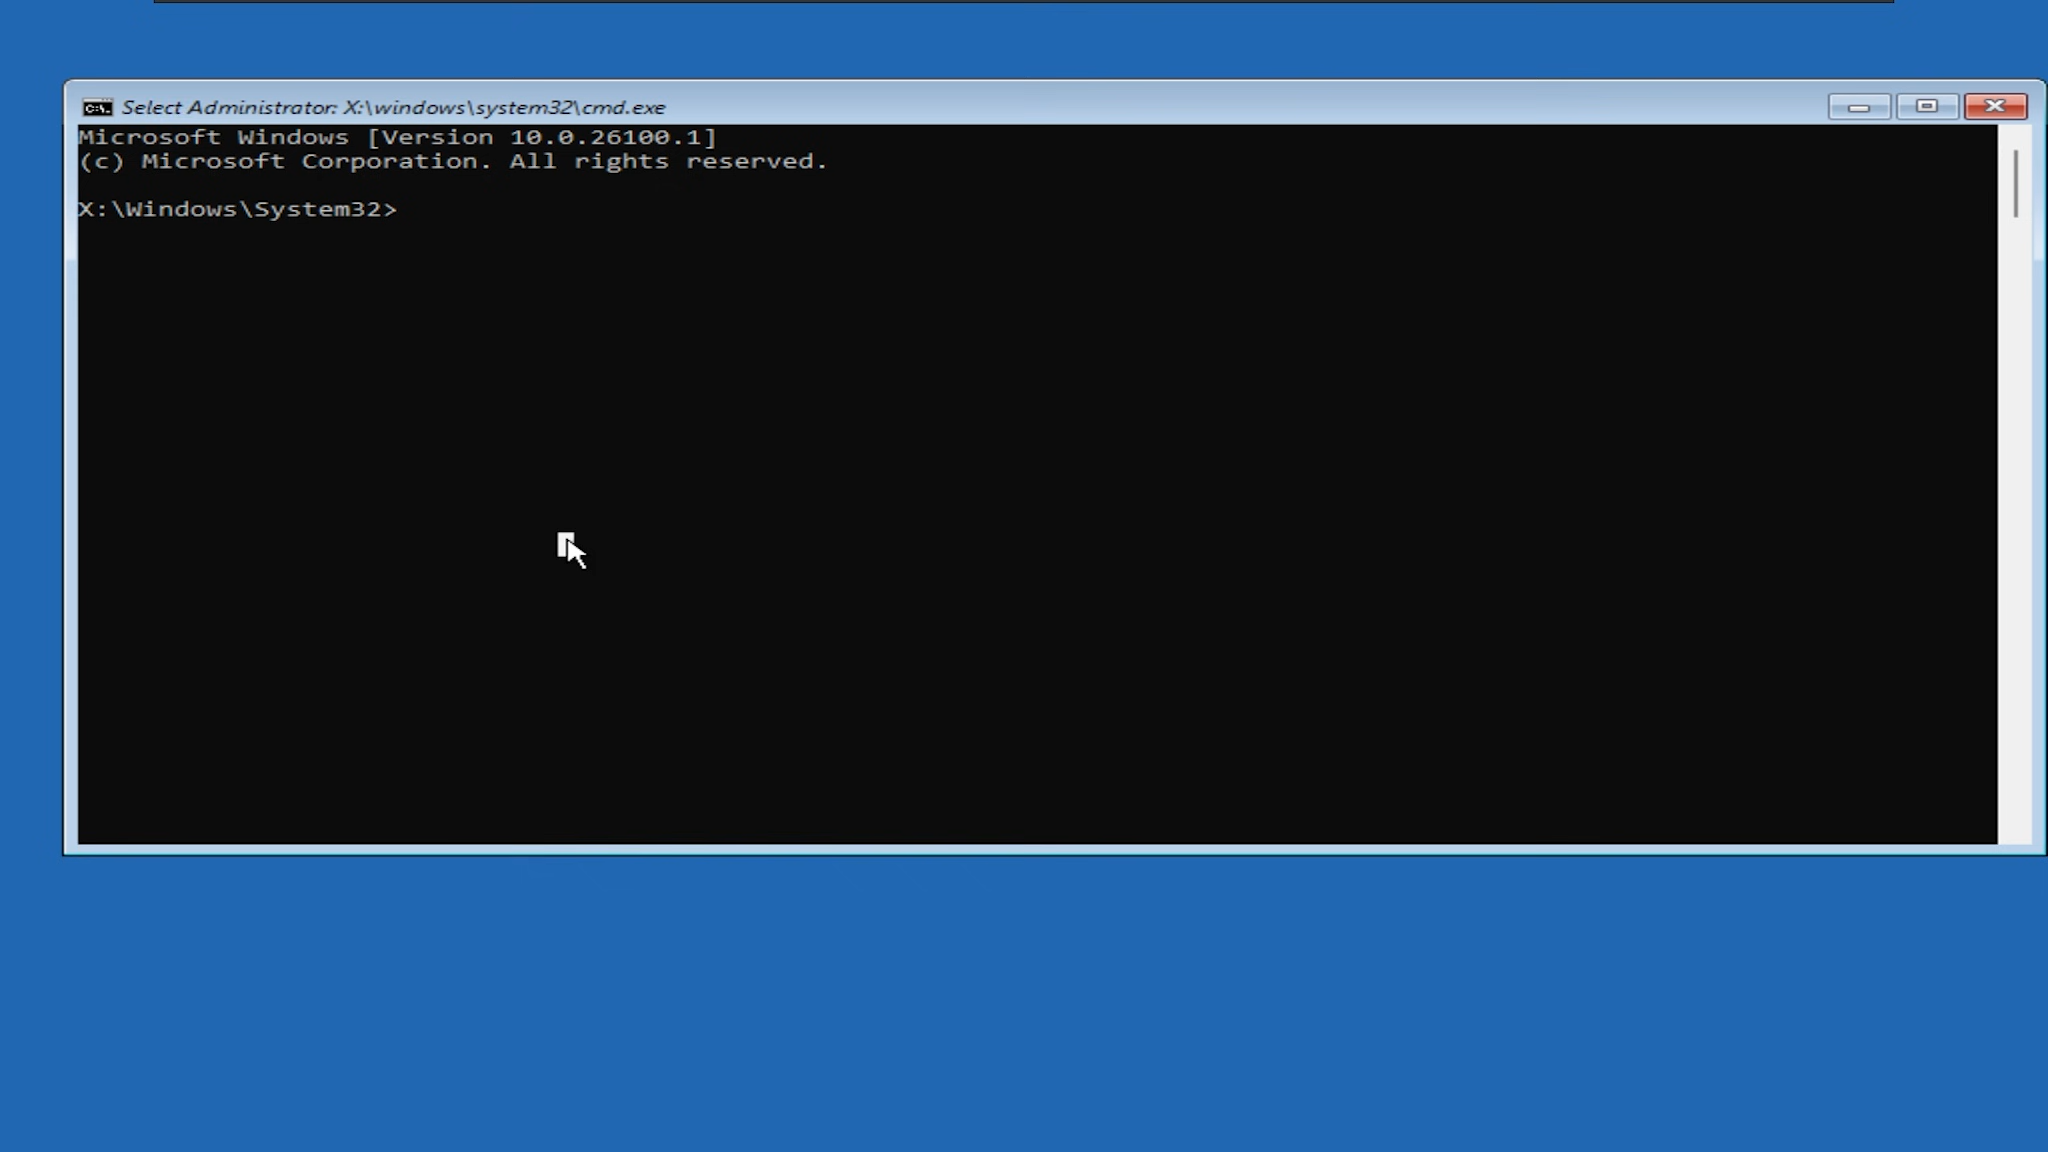 Select Administrator: X:\windows\system32\cmd.exe
Microsoft Windows [Version 10.0.26100.1]
(c) Microsoft Corporation. All rights reserved.
X:\Windows\System32>